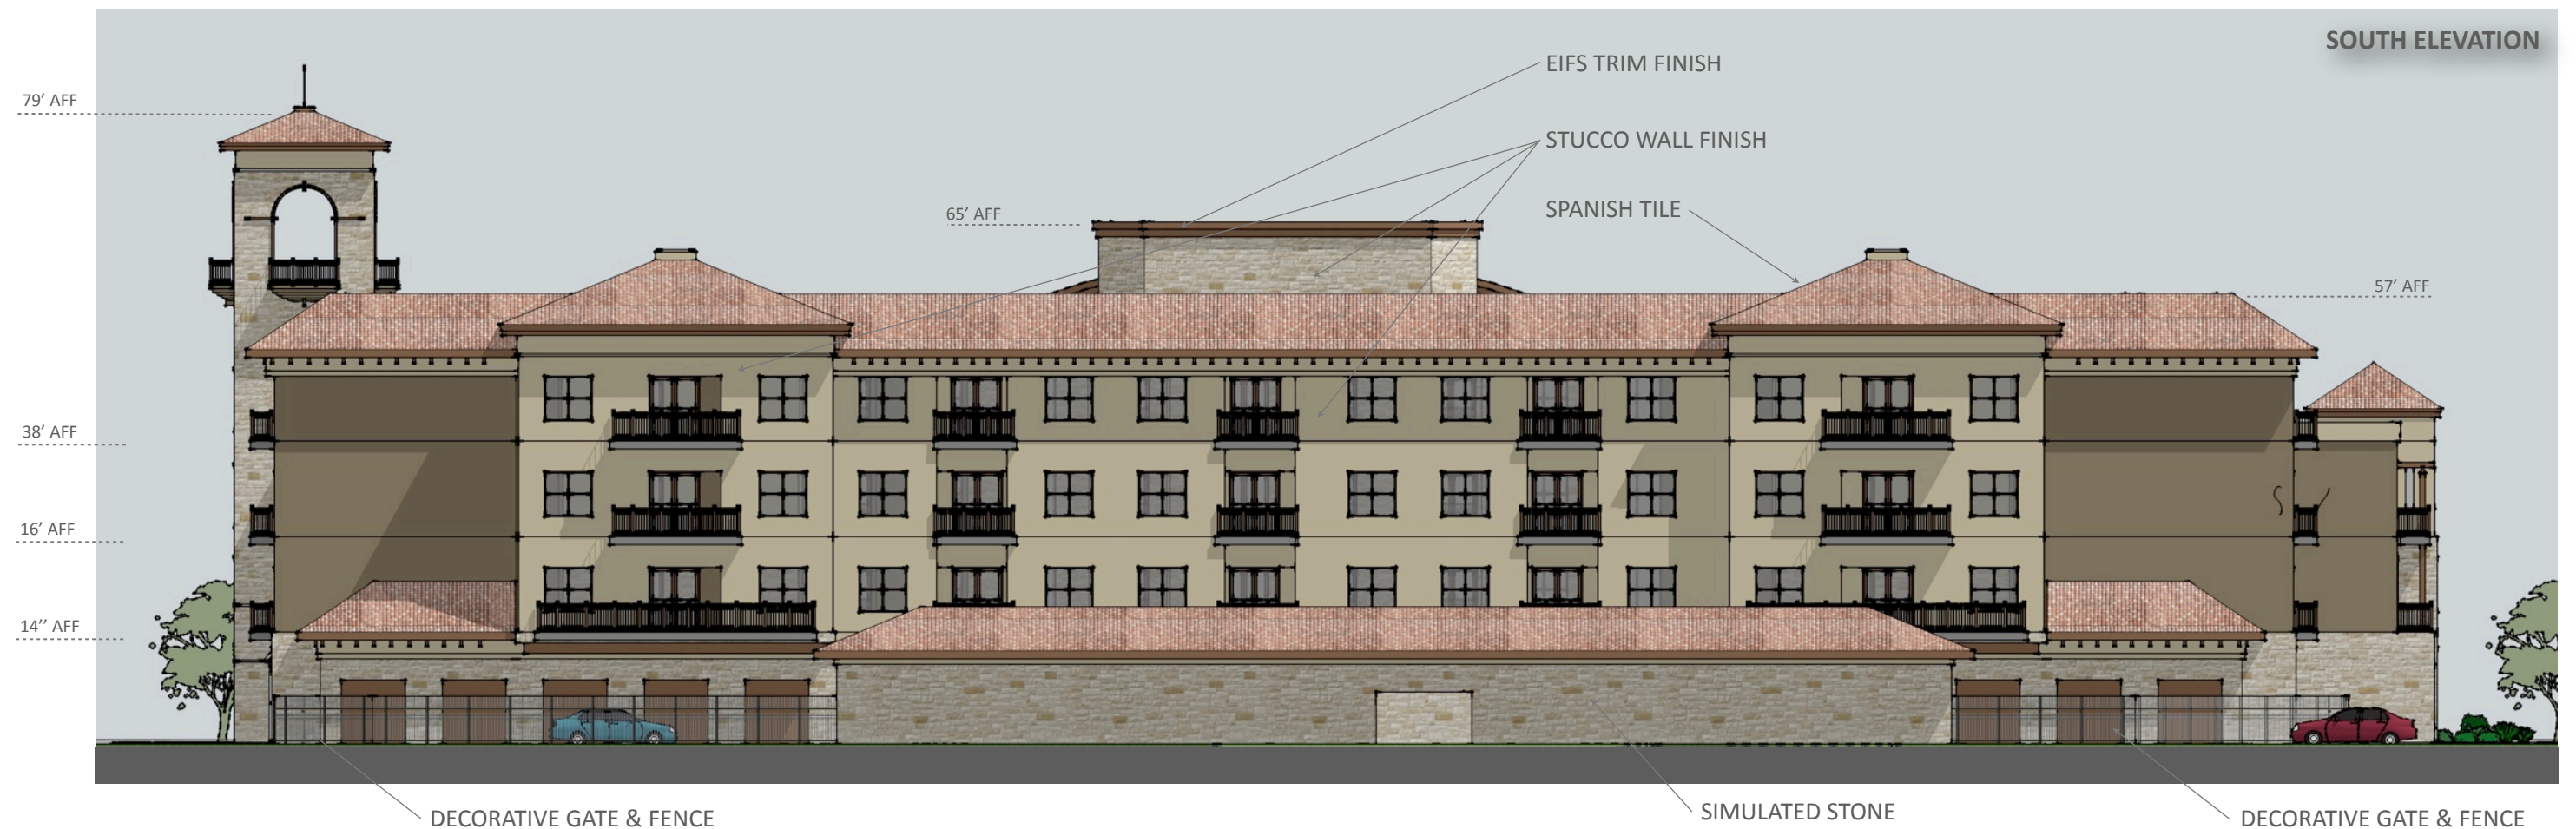 SOUTH ELEVATION
EIFS TRIM FINISH
79’ AFF
STUCCO WALL FINISH
SPANISH TILE
65’ AFF
57’ AFF
38’ AFF
16’ AFF
14’’ AFF
SIMULATED STONE
DECORATIVE GATE & FENCE
DECORATIVE GATE & FENCE